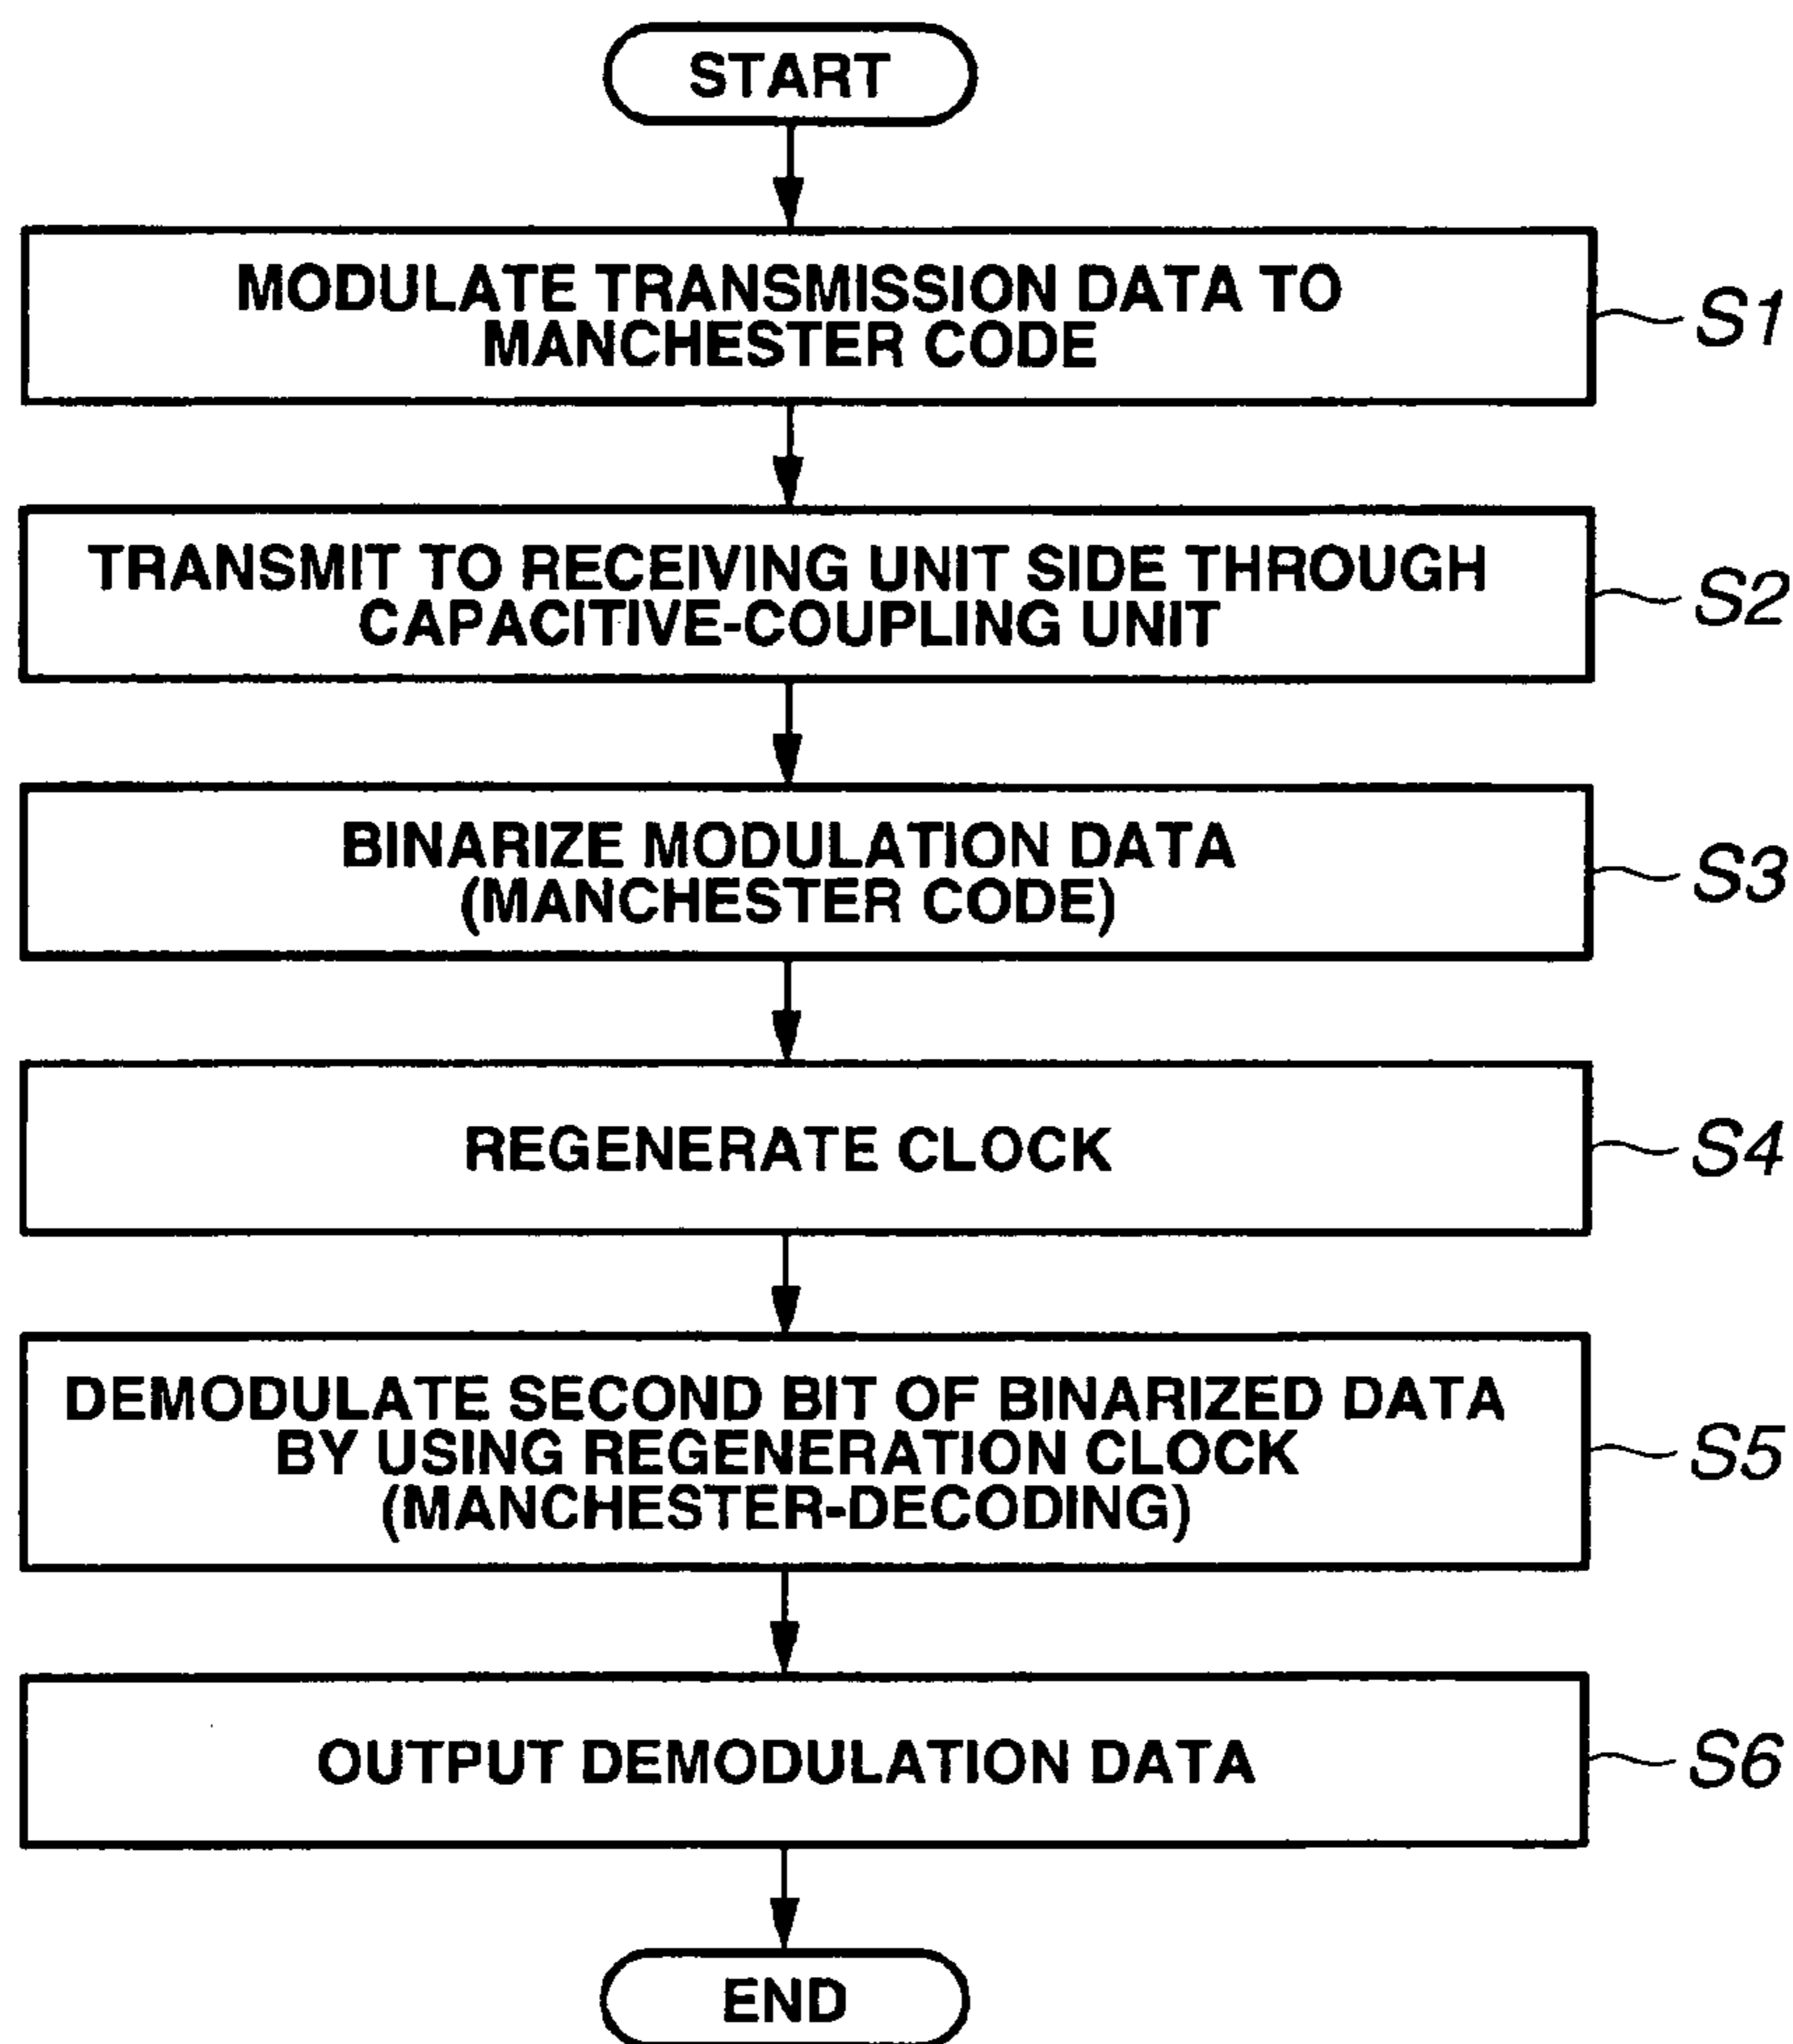 START
MODULATE TRANSMISSION DATA TO
MANCHESTER CODE
S1
TRANSMIT TO RECEIVING UNIT SIDE THROUGH
CAPACITIVE-COUPLING UNIT
S2
BINARIZE MODULATION DATA
(MANCHESTER CODE)
S3
REGENERATE CLOCK
S4
DEMODULATE SECOND BIT OF BINARIZED DATA
BY USING REGENERATION CLOCK
(MANCHESTER-DECODING)
S5
OUTPUT DEMODULATION DATA
S6
END